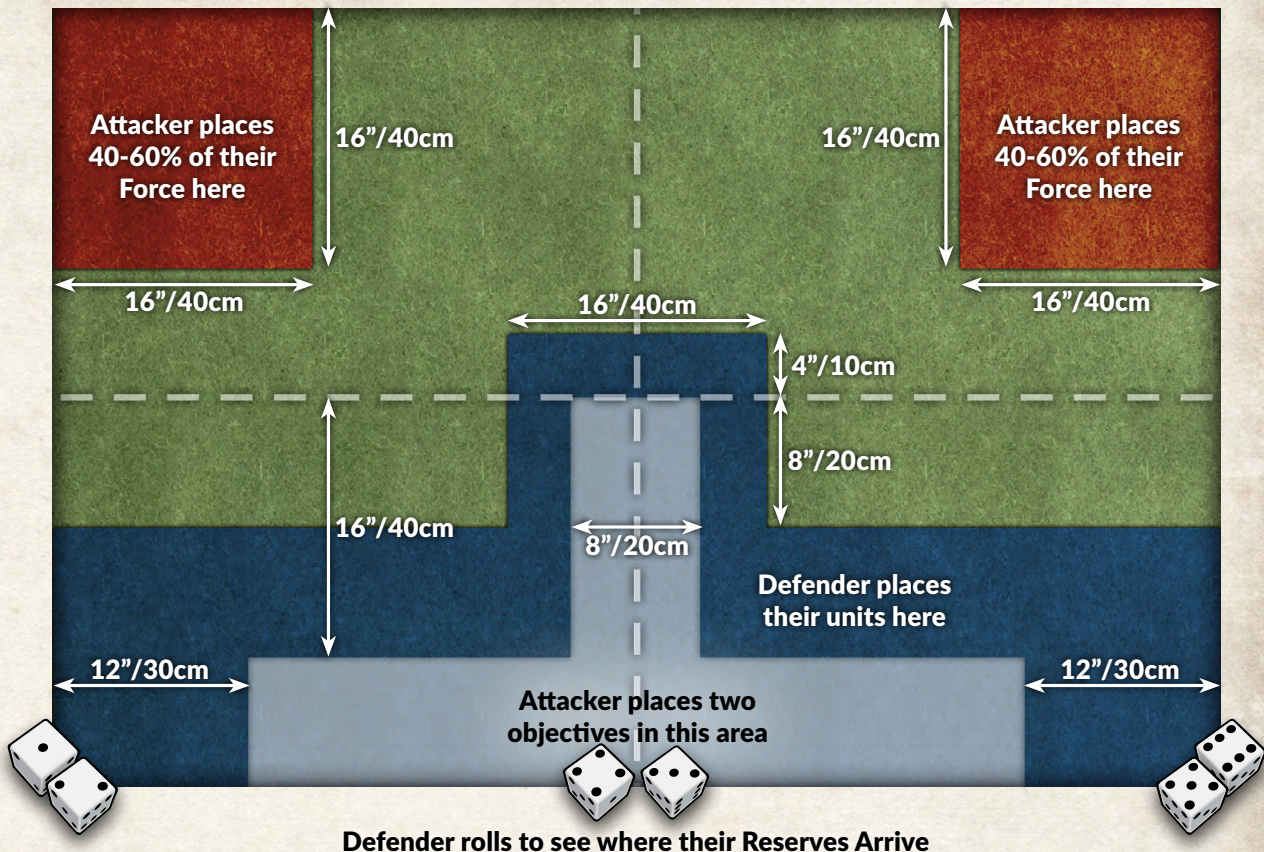 Attacker places
40-60% of their
Force here
16”/40cm
16”/40cm
Attacker places
40-60% of their
Force here
16”/40cm
16”/40cm
16”/40cm
4”/10cm
8”/20cm
16”/40cm
8”/20cm
Defender places
their units here
12”/30cm
12”/30cm
Attacker places two
objectives in this area
Defender rolls to see where their Reserves Arrive